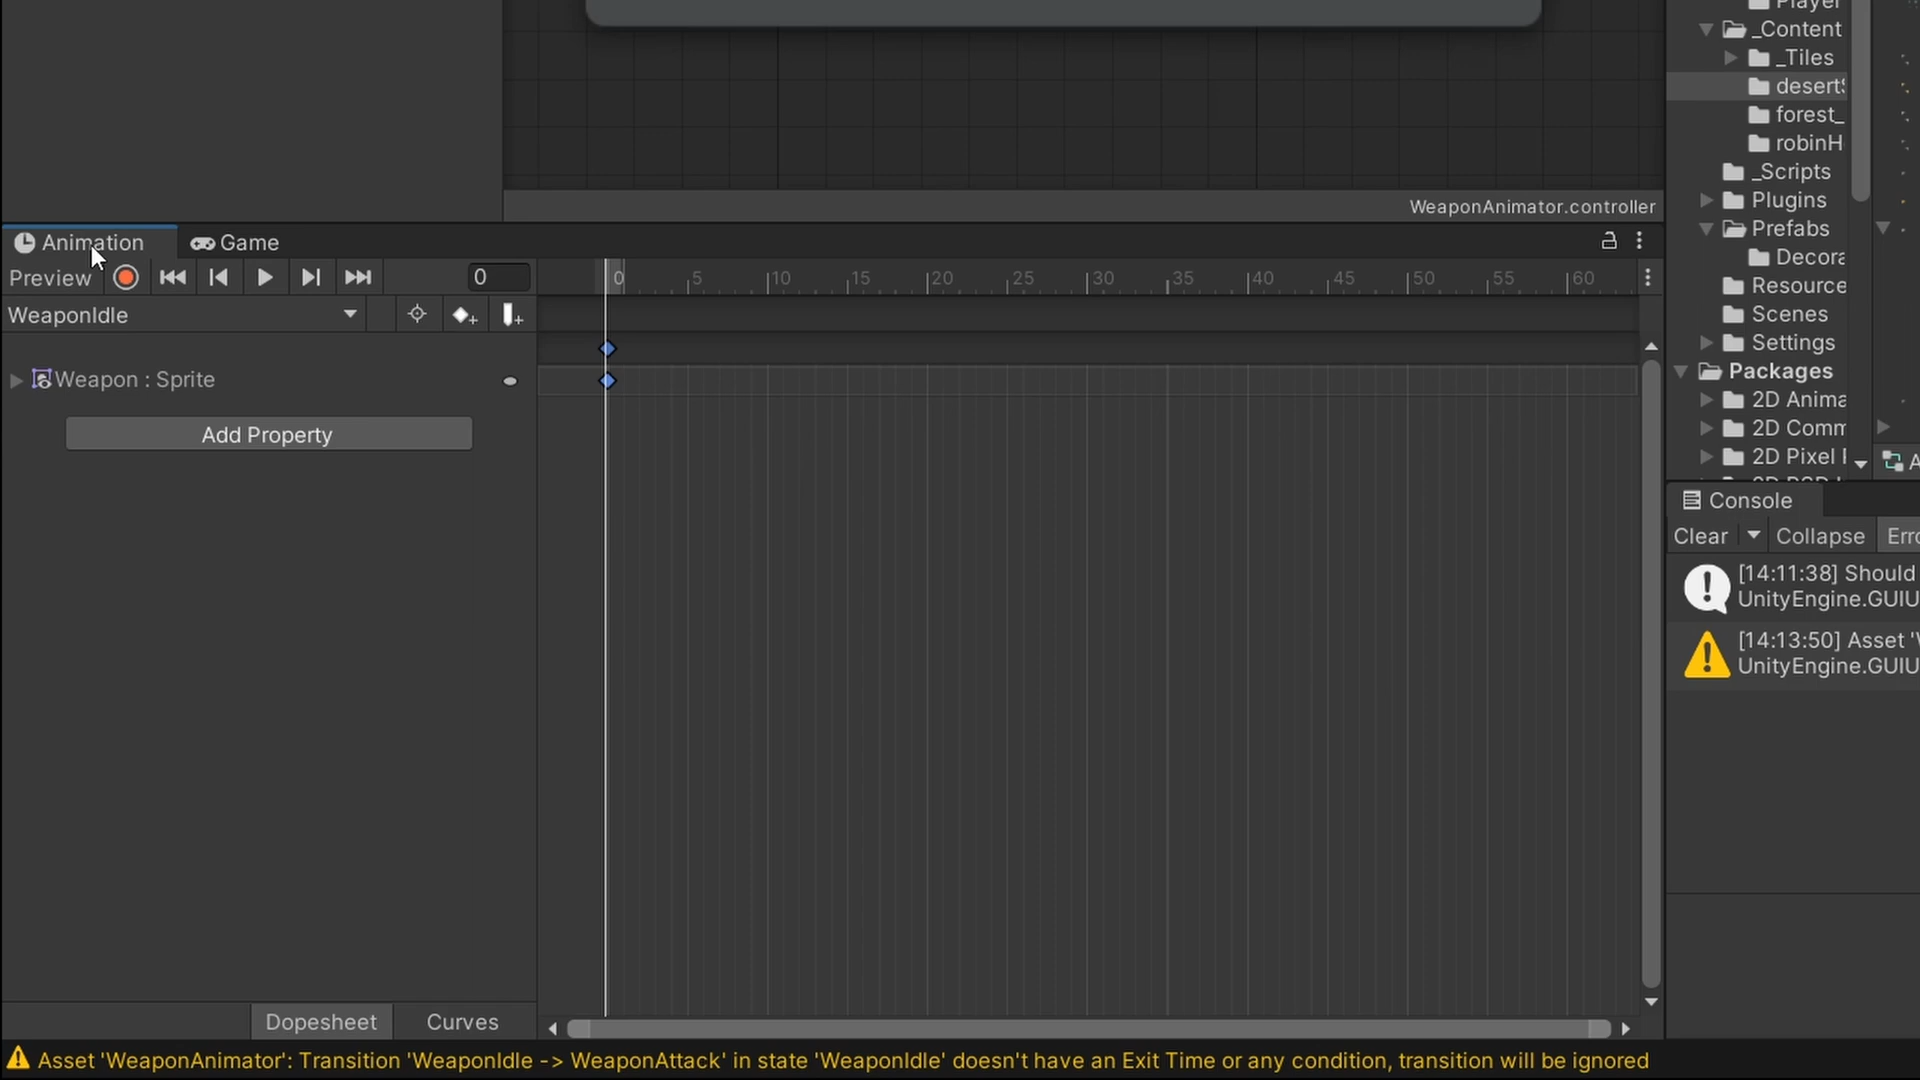 Player
_Content
_Tiles
desertS
forest_
robinH
_Scripts
Plugins
Prefabs
Decora
Resource
Scenes
Settings
Packages
2D Anima
2D Comm
2D Pixel
WeaponAnimator.controller
Animation
Game
Preview
0
0 5 10 15 20 25 30 35 40 45 50 55 60
WeaponIdle
Weapon : Sprite
Add Property
Dopesheet
Curves
A
Console
Clear
Collapse
Erro
[14:11:38] Should
UnityEngine.GUIU
[14:13:50] Asset 'W
UnityEngine.GUIU
Asset 'WeaponAnimator': Transition 'WeaponIdle -> WeaponAttack' in state 'WeaponIdle' doesn't have an Exit Time or any condition, transition will be ignored